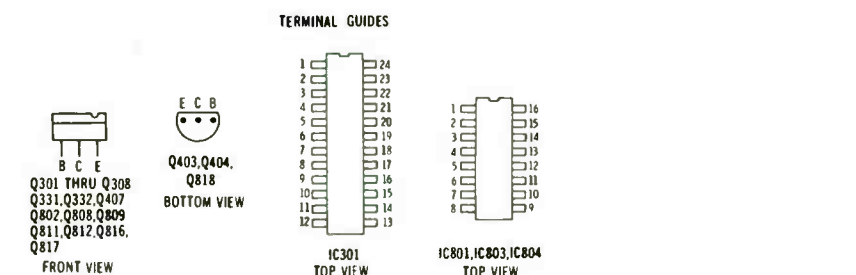 TERMINAL GUIDES
B C E
Q301 THRU Q308
Q331,Q332,Q407
Q802,Q808,Q809
Q811,Q812,Q816,
Q817
FRONT VIEW
E C B
Q403,Q404,
Q818
BOTTOM VIEW
1 24
2 23
3 22
4 21
5 20
6 19
7 18
8 17
9 16
10 15
11 14
12 13
IC301
TOP VIEW
1 16
2 15
3 14
4 13
5 12
6 11
7 10
8 9
IC801,IC803,IC804
TOP VIEW